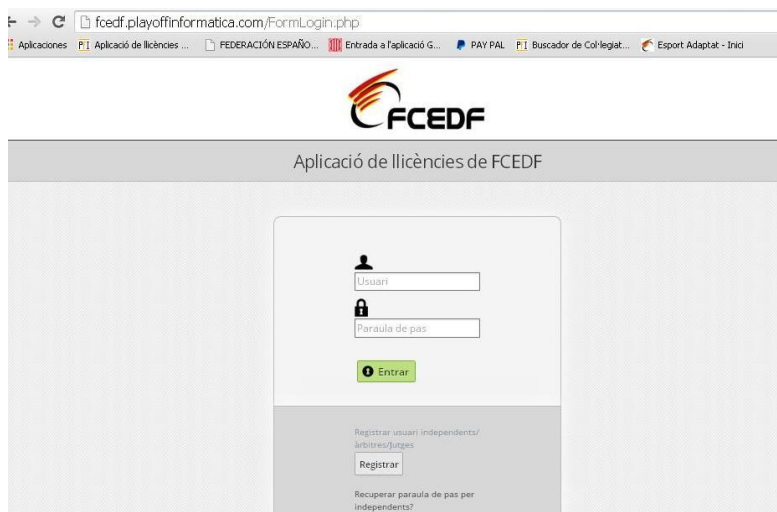 fcedf.playoffinformatica.com/FormLogin.php
Aplicaciones Aplicació de llicències ... FEDERACIÓN ESPAÑO... Entrada a l'aplicació G... PAY PAL Buscador de Col·legiat... Esport Adaptat - Inici
FCEDF
Aplicació de llicències de FCEDF
Usuari
Paraula de pas
Entrar
Registrar usuari independents/
àrbitres/Jutges
Registrar
Recuperar paraula de pas per
independents?